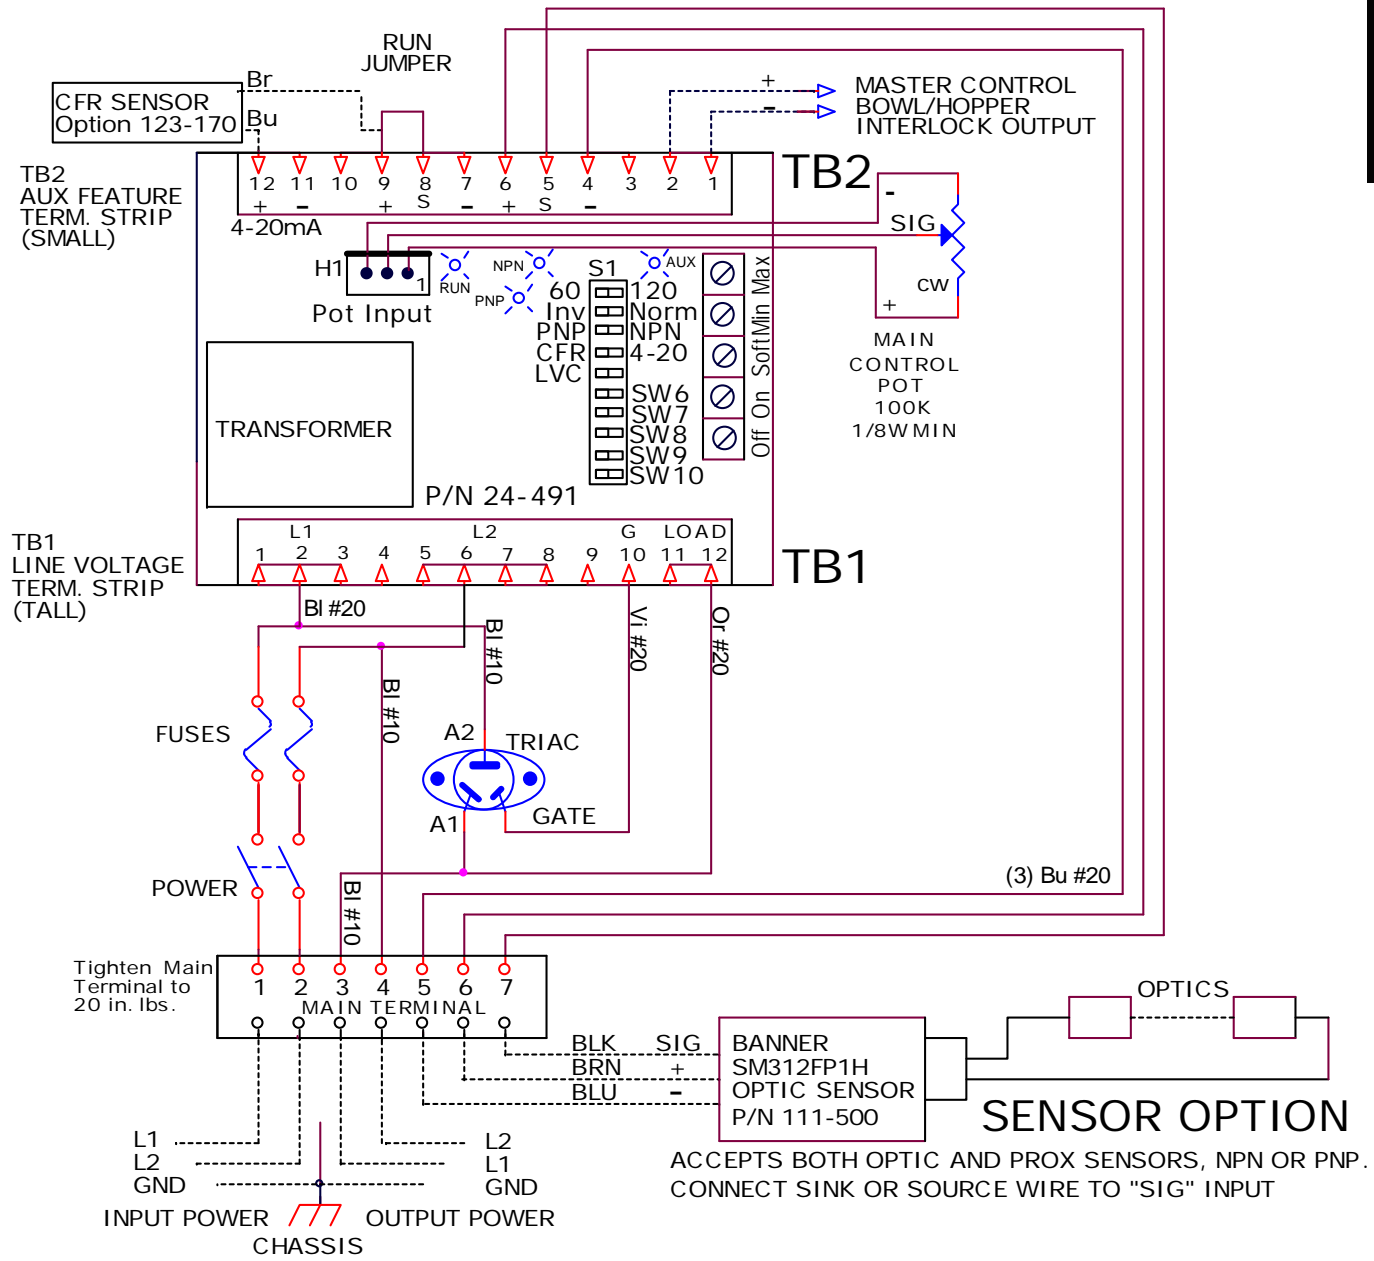 RUN
JUMPER
Br
CFR SENSOR
Option 123-170
Bu
+
-
MASTER CONTROL
BOWL/HOPPER
INTERLOCK OUTPUT
TB2
AUX FEATURE
TERM. STRIP
(SMALL)
12 11 10 9 8 7 6 5 4 3 2 1
+ - + S - + S -
4-20mA
TB2
-
SIG
cw
+
H1
1
Pot Input
RUN
NPN
PNP
AUX
S1
60 120
Inv Norm
PNP NPN
CFR 4-20
LVC
SW6
SW7
SW8
SW9
SW10
Off On Soft Min Max
MAIN
CONTROL
POT
100K
1/8W MIN
TRANSFORMER
P/N 24-491
TB1
LINE VOLTAGE
TERM. STRIP
(TALL)
L1 L2 G LOAD
1 2 3 4 5 6 7 8 9 10 11 12
TB1
Bl #20
Bl #10
Vi #20
Or #20
Bl #10
FUSES
A2
TRIAC
A1
GATE
POWER
Bl #10
(3) Bu #20
Tighten Main
Terminal to
20 in. lbs.
1 2 3 4 5 6 7
MAIN TERMINAL
OPTICS
BLK SIG
BRN +
BLU -
BANNER
SM312FP1H
OPTIC SENSOR
P/N 111-500
SENSOR OPTION
ACCEPTS BOTH OPTIC AND PROX SENSORS, NPN OR PNP.
CONNECT SINK OR SOURCE WIRE TO "SIG" INPUT
L1
L2
GND
L2
L1
GND
INPUT POWER
OUTPUT POWER
CHASSIS